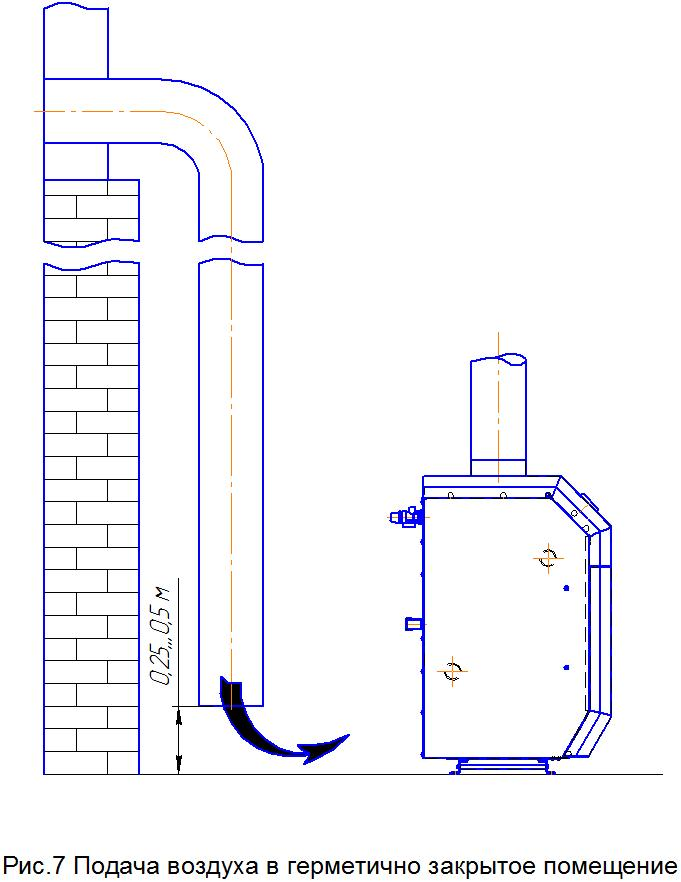 0,25...0,5 м
Рис.7 Подача воздуха в герметично закрытое помещение